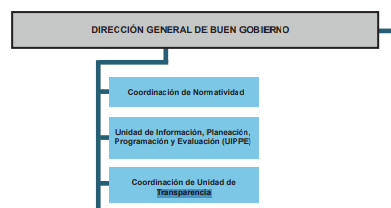 DIRECCIÓN GENERAL DE BUEN GOBIERNO
Coordinación de Normatividad
Unidad de Información, Planeación,
Programación y Evaluación (UIPPE)
Coordinación de Unidad de
Transparencia